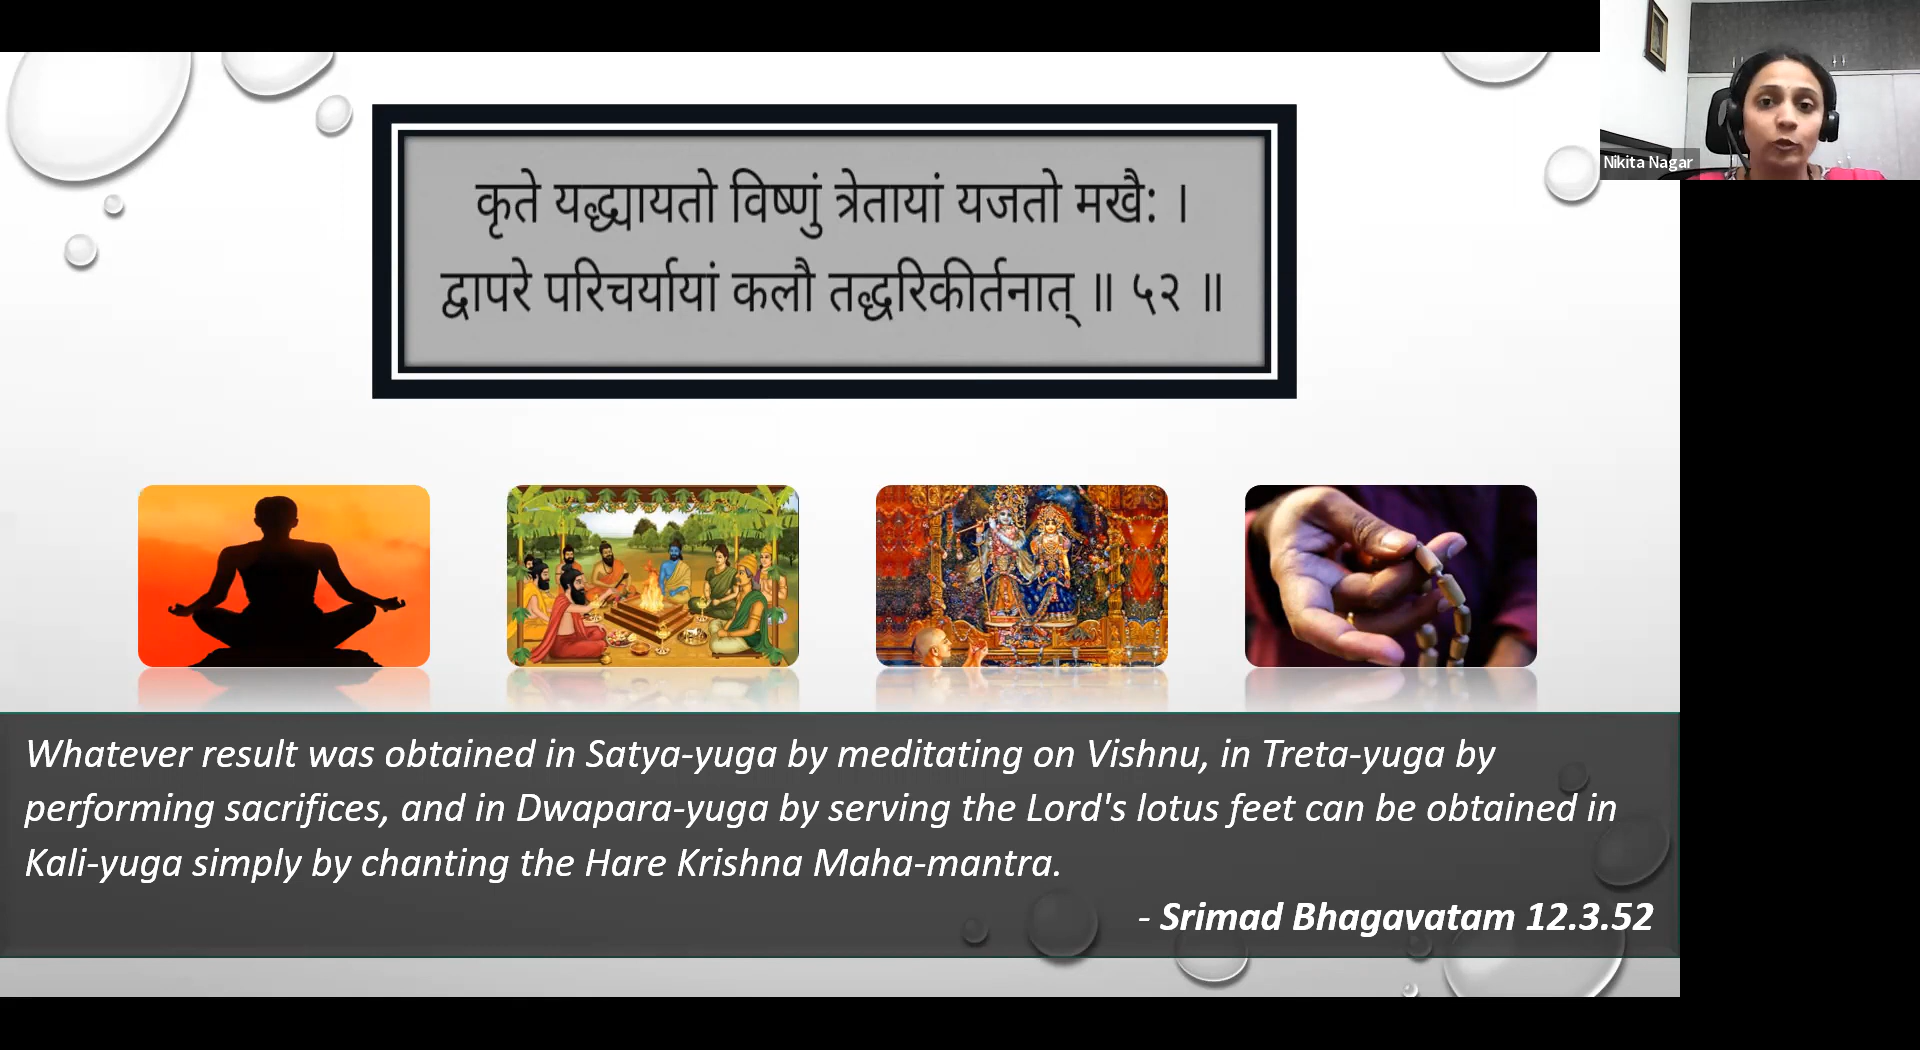 कृते यद्ध्यायतो विष्णुं त्रेतायां यजतो मखैः ।
द्वापरे परिचर्यायां कलौ तद्धरिकीर्तनात् ॥ ५२ ॥
Nikita Nagar
Whatever result was obtained in Satya-yuga by meditating on Vishnu, in Treta-yuga by
performing sacrifices, and in Dwapara-yuga by serving the Lord's lotus feet can be obtained in
Kali-yuga simply by chanting the Hare Krishna Maha-mantra.
- Srimad Bhagavatam 12.3.52